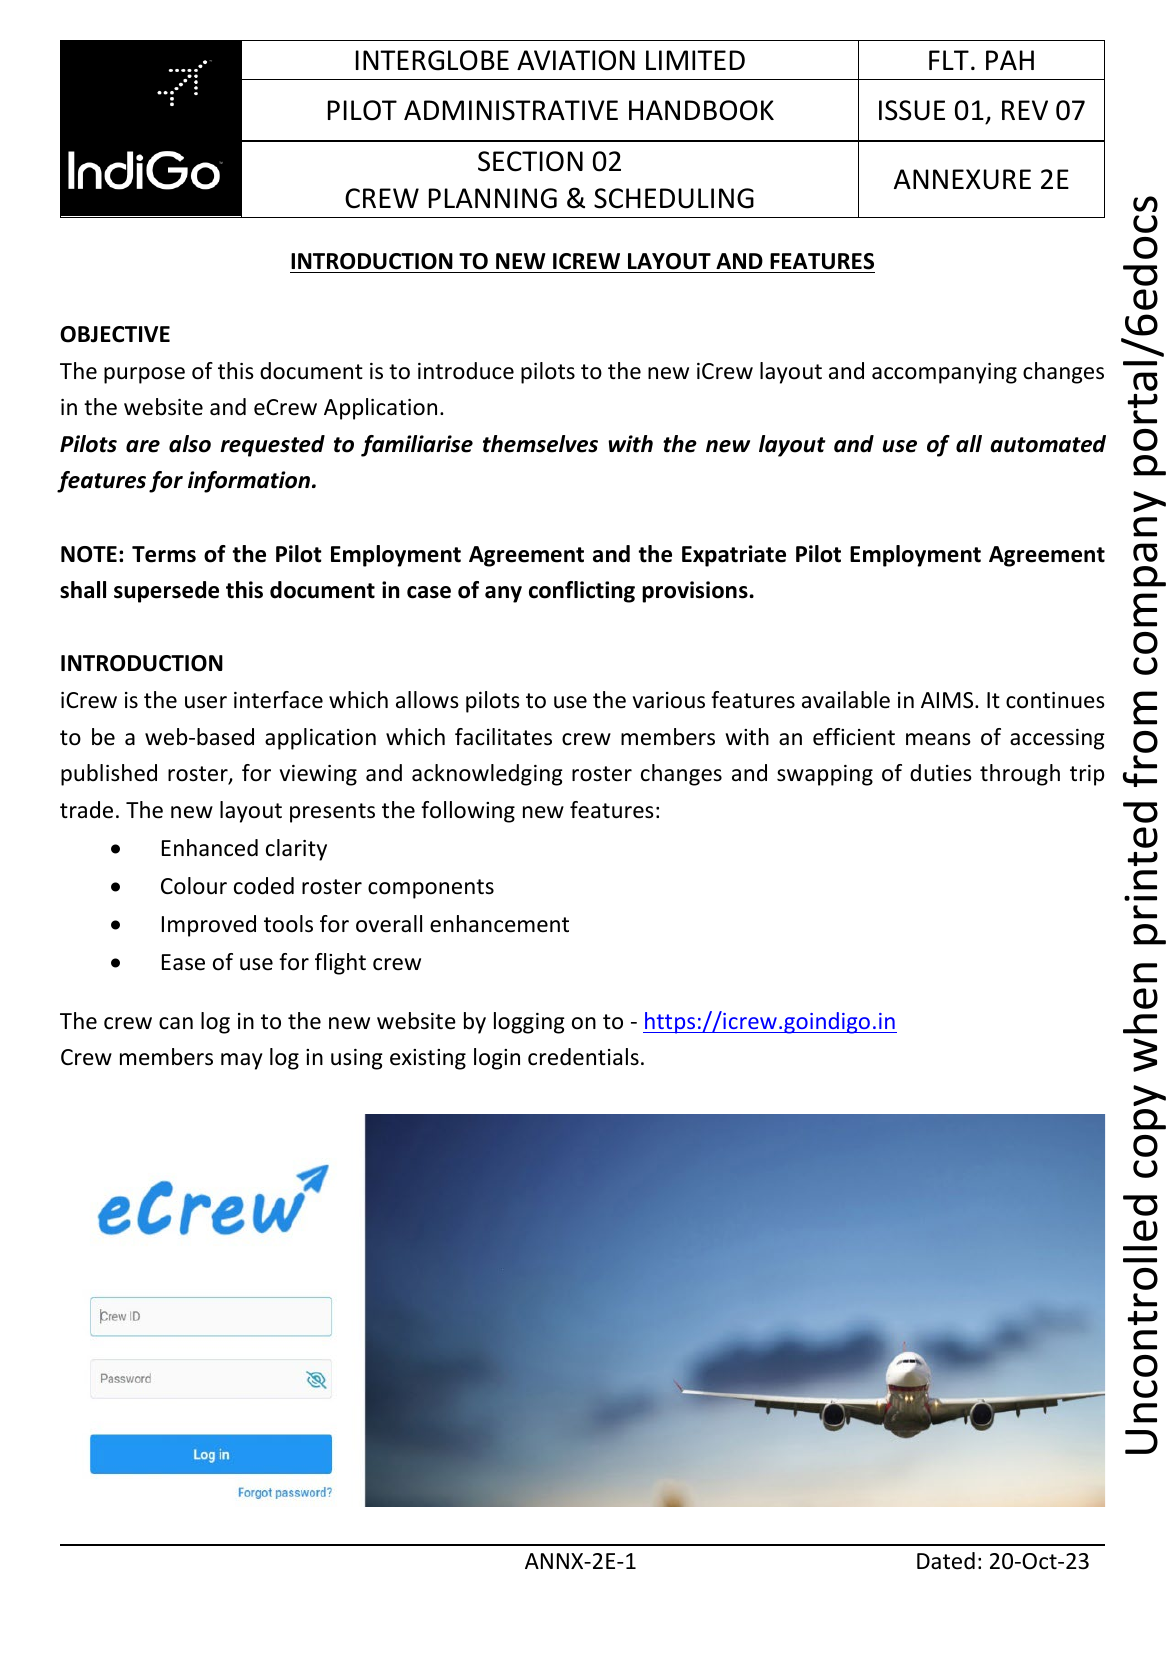 IndiGo
INTERGLOBE AVIATION LIMITED
FLT. PAH
PILOT ADMINISTRATIVE HANDBOOK
ISSUE 01, REV 07
SECTION 02
CREW PLANNING & SCHEDULING
ANNEXURE 2E
INTRODUCTION TO NEW ICREW LAYOUT AND FEATURES
OBJECTIVE
The purpose of this document is to introduce pilots to the new iCrew layout and accompanying changes
in the website and eCrew Application.
Pilots are also requested to familiarise themselves with the new layout and use of all automated
features for information.
NOTE: Terms of the Pilot Employment Agreement and the Expatriate Pilot Employment Agreement
shall supersede this document in case of any conflicting provisions.
INTRODUCTION
iCrew is the user interface which allows pilots to use the various features available in AIMS. It continues
to be a web-based application which facilitates crew members with an efficient means of accessing
published roster, for viewing and acknowledging roster changes and swapping of duties through trip
trade. The new layout presents the following new features:
• Enhanced clarity
• Colour coded roster components
• Improved tools for overall enhancement
• Ease of use for flight crew
The crew can log in to the new website by logging on to - https://icrew.goindigo.in
Crew members may log in using existing login credentials.
eCrew
Crew ID
Password
Log in
Forgot password?
ANNX-2E-1
Dated: 20-Oct-23
Uncontrolled copy when printed from company portal/6edocs